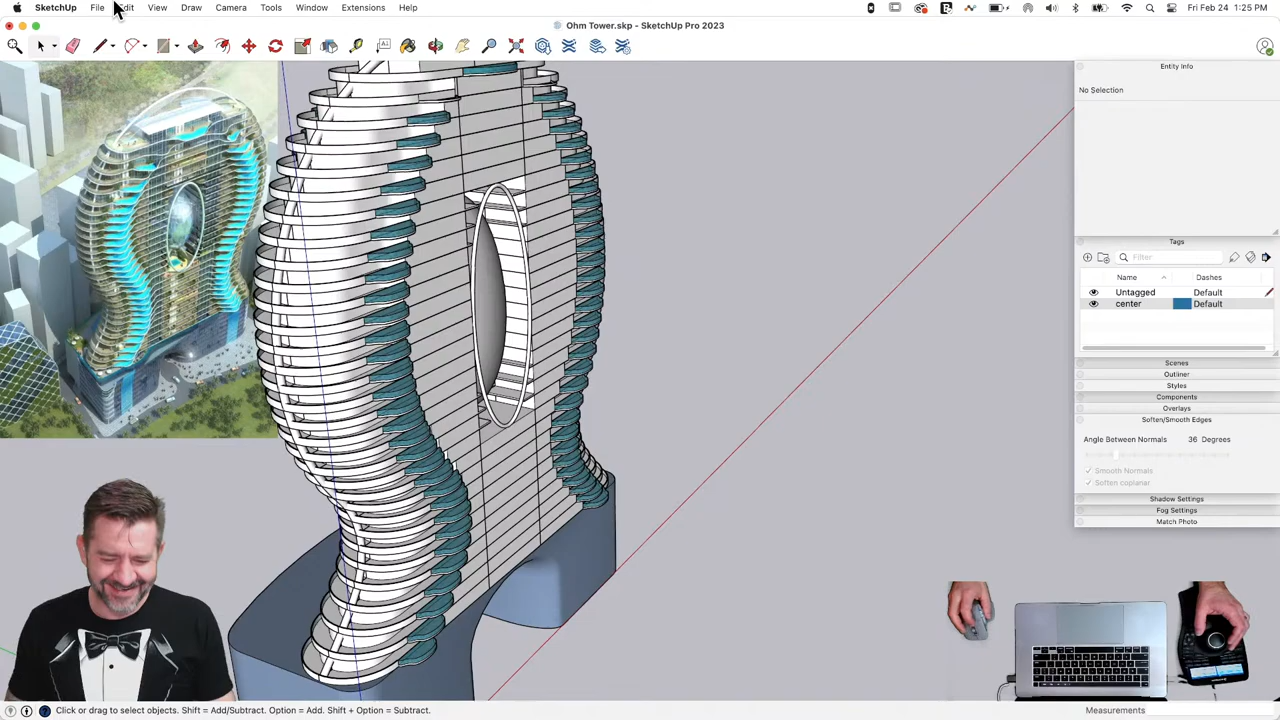 SketchUp File Edit View Draw Camera Tools Window Extensions Help Fri Feb 24 1:25 PM
Ohm Tower.skp - SketchUp Pro 2023
Entity Info
No Selection
Tags
Filter
Name Dashes
Untagged Default
center Default
Scenes
Outliner
Styles
Components
Overlays
Soften/Smooth Edges
Angle Between Normals 36 Degrees
Smooth Normals
Soften coplanar
Shadow Settings
Fog Settings
Match Photo
Click or drag to select objects. Shift = Add/Subtract. Option = Add. Shift + Option = Subtract. Measurements